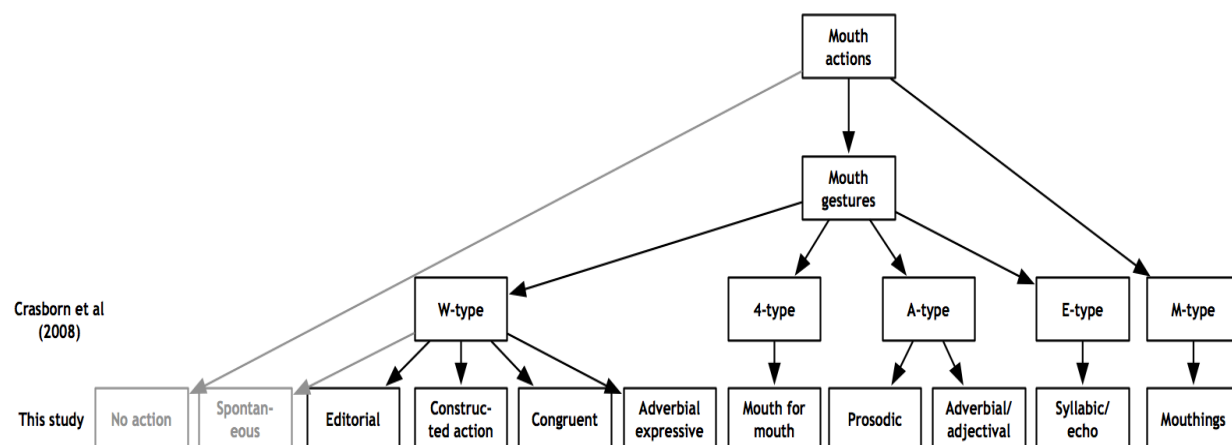 Mouth
actions
Mouth
gestures
Crasborn et al
(2008)
W-type
4-type
A-type
E-type
M-type
This study
No action
Spontan-
eous
Editorial
Construc-
ted action
Congruent
Adverbial
expressive
Mouth for
mouth
Prosodic
Adverbial/
adjectival
Syllabic/
echo
Mouthings